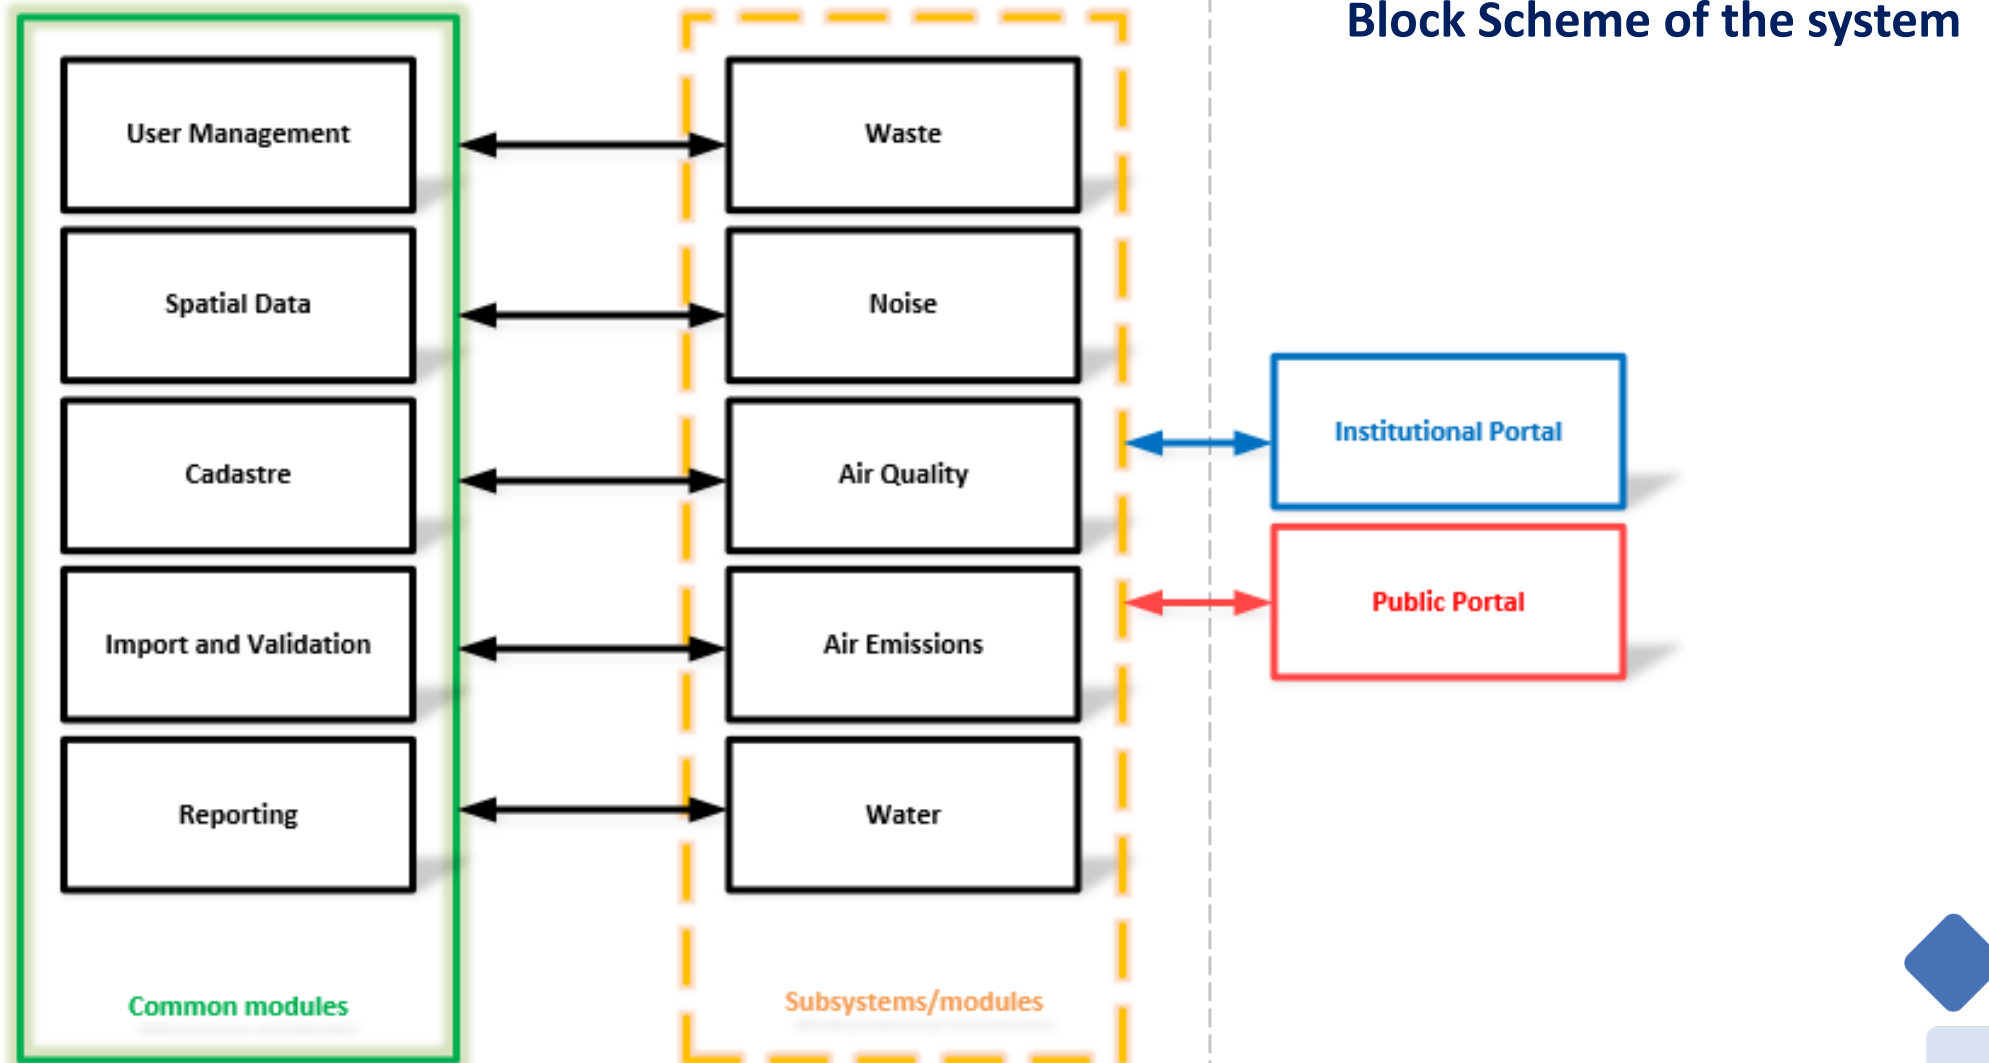 Block Scheme of the system
User Management
Spatial Data
Cadastre
Import and Validation
Reporting
Common modules
Waste
Noise
Air Quality
Air Emissions
Water
Subsystems/modules
Institutional Portal
Public Portal